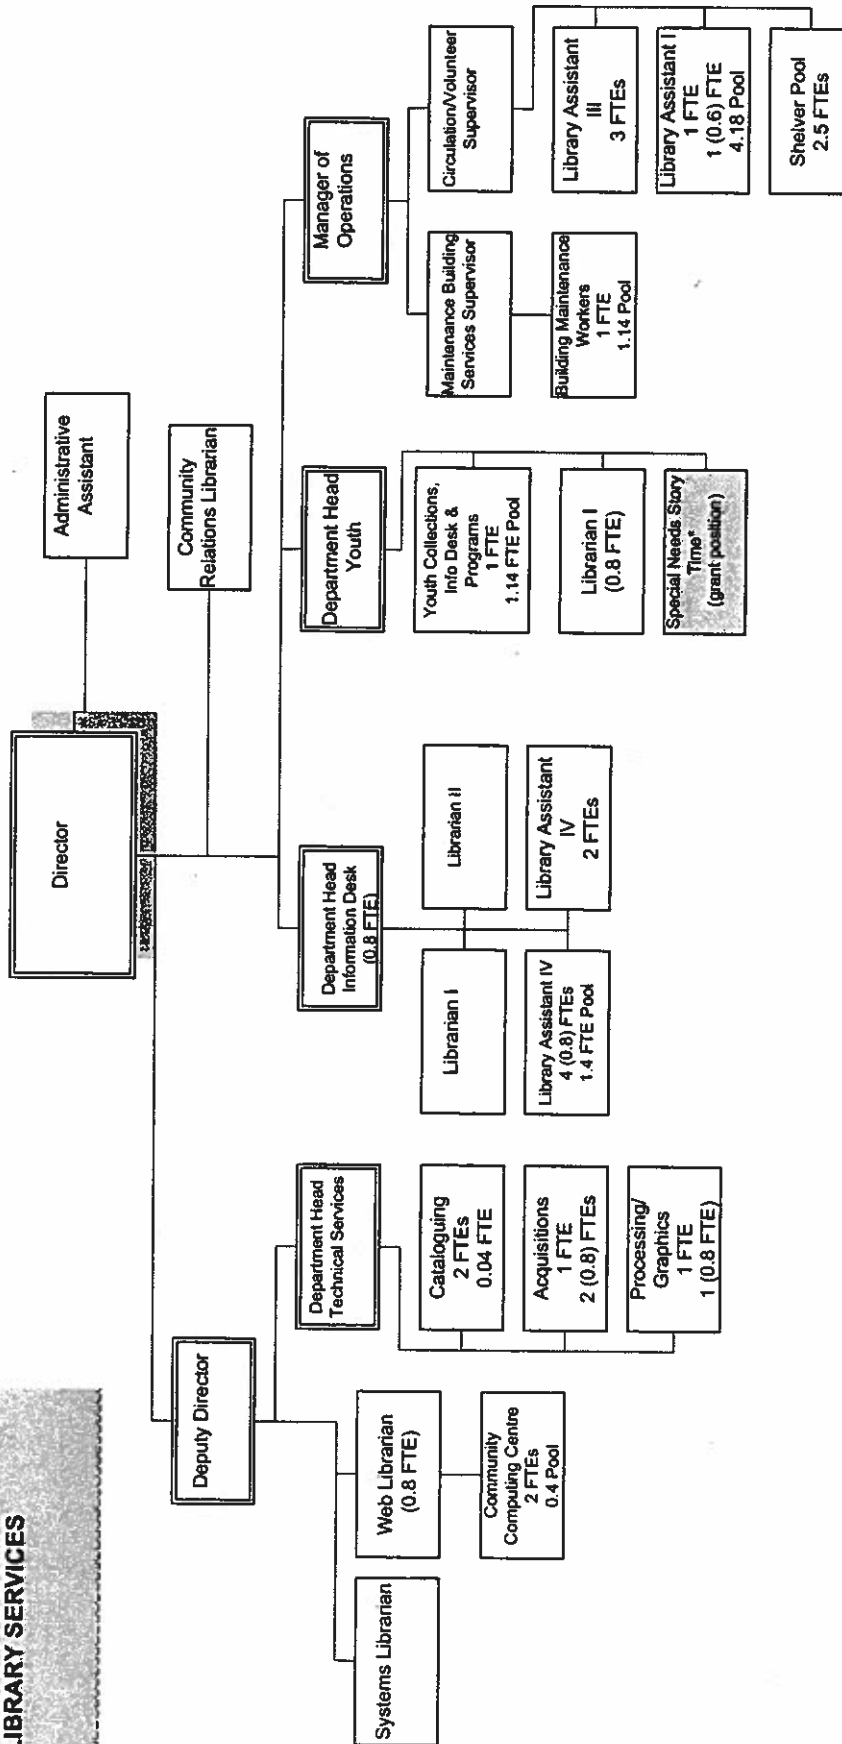 LIBRARY SERVICES
Director
Administrative
Assistant
Community
Relations Librarian
Deputy Director
Systems Librarian
Web Librarian
(0.8 FTE)
Community
Computing Centre
2 FTEs
0.4 Pool
Department Head
Technical Services
Cataloguing
2 FTEs
0.04 FTE
Acquisitions
1 FTE
2 (0.8) FTEs
Processing/
Graphics
1 FTE
1 (0.8 FTE)
Department Head
Information Desk
(0.8 FTE)
Librarian I
Librarian II
Library Assistant IV
4 (0.8) FTEs
1.4 FTE Pool
Library Assistant
IV
2 FTEs
Department Head
Youth
Youth Collections,
Info Desk &
Programs
1 FTE
1.14 FTE Pool
Librarian I
(0.8 FTE)
Special Needs Story
Time*
(grant position)
Manager of
Operations
Maintenance Building
Services Supervisor
Building Maintenance
Workers
1 FTE
1.14 Pool
Circulation/Volunteer
Supervisor
Library Assistant
III
3 FTEs
Library Assistant I
1 FTE
1 (0.6) FTE
4.18 Pool
Shelver Pool
2.5 FTEs